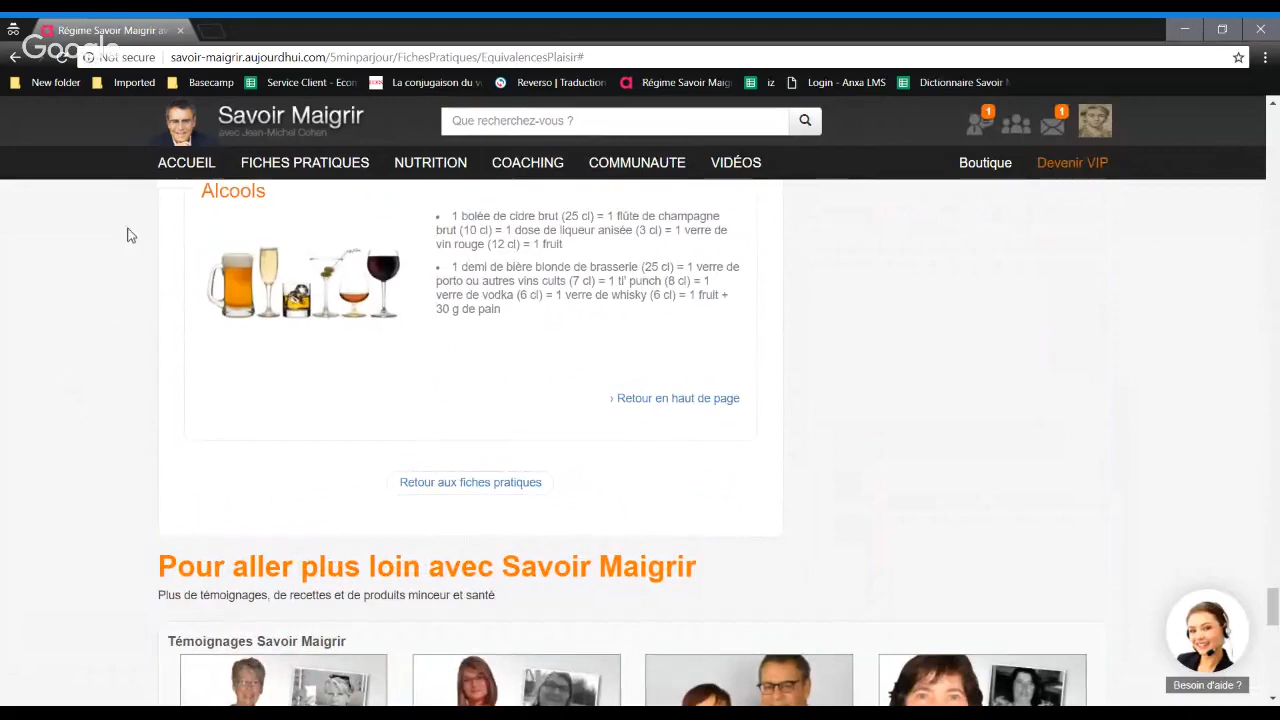 Régime Savoir Maigrir av
Google
Not secure
savoir-maigrir.aujourdhui.com/5minparjour/FichesPratiques/EquivalencesPlaisir#
New folder
Imported
Basecamp
Service Client - Econ
La conjugaison du v
Reverso | Traduction
Régime Savoir Maigr
iz
Login - Anxa LMS
Dictionnaire Savoir
Savoir Maigrir
avec Jean-Michel Cohen
Que recherchez-vous ?
1
1
ACCUEIL
FICHES PRATIQUES
NUTRITION
COACHING
COMMUNAUTE
VIDÉOS
Boutique
Devenir VIP
Alcools
• 1 bolée de cidre brut (25 cl) = 1 flûte de champagne
brut (10 cl) = 1 dose de liqueur anisée (3 cl) = 1 verre de
vin rouge (12 cl) = 1 fruit
• 1 demi de bière blonde de brasserie (25 cl) = 1 verre de
porto ou autres vins cuits (7 cl) = 1 ti' punch (8 cl) = 1
verre de vodka (6 cl) = 1 verre de whisky (6 cl) = 1 fruit +
30 g de pain
› Retour en haut de page
Retour aux fiches pratiques
Pour aller plus loin avec Savoir Maigrir
Plus de témoignages, de recettes et de produits minceur et santé
Témoignages Savoir Maigrir
Besoin d'aide ?